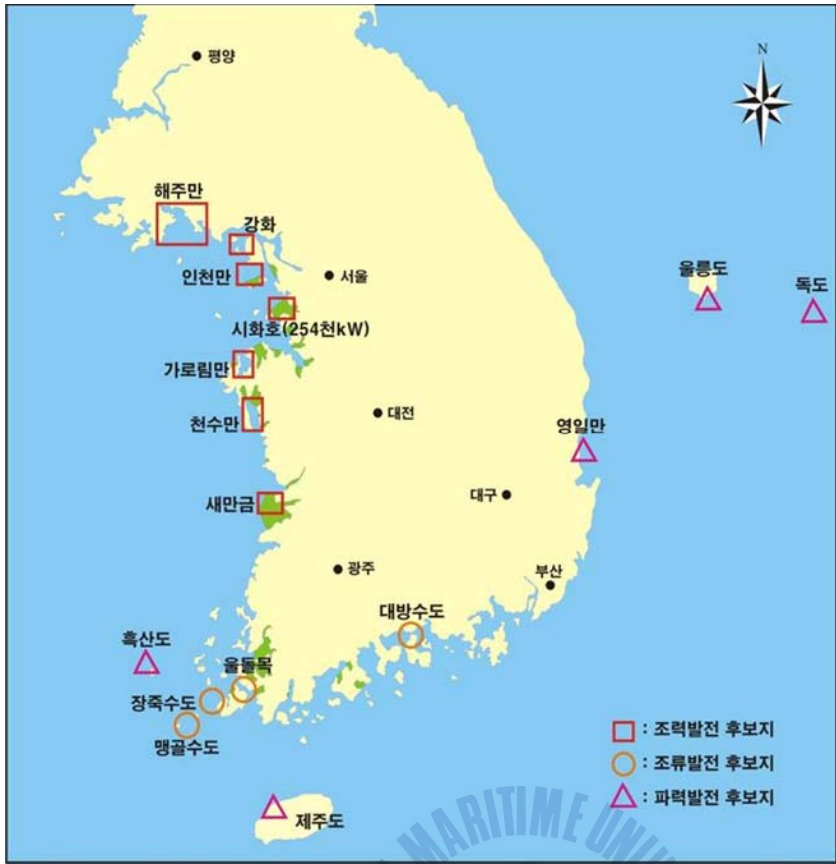 N
평양
해주만
강화
인천만
서울
울릉도
독도
시화호(254천kW)
가로림만
천수만
대전
영일만
새만금
대구
광주
부산
대방수도
흑산도
울돌목
장죽수도
맹골수도
제주도
: 조력발전 후보지
: 조류발전 후보지
: 파력발전 후보지
MARITIME UNI